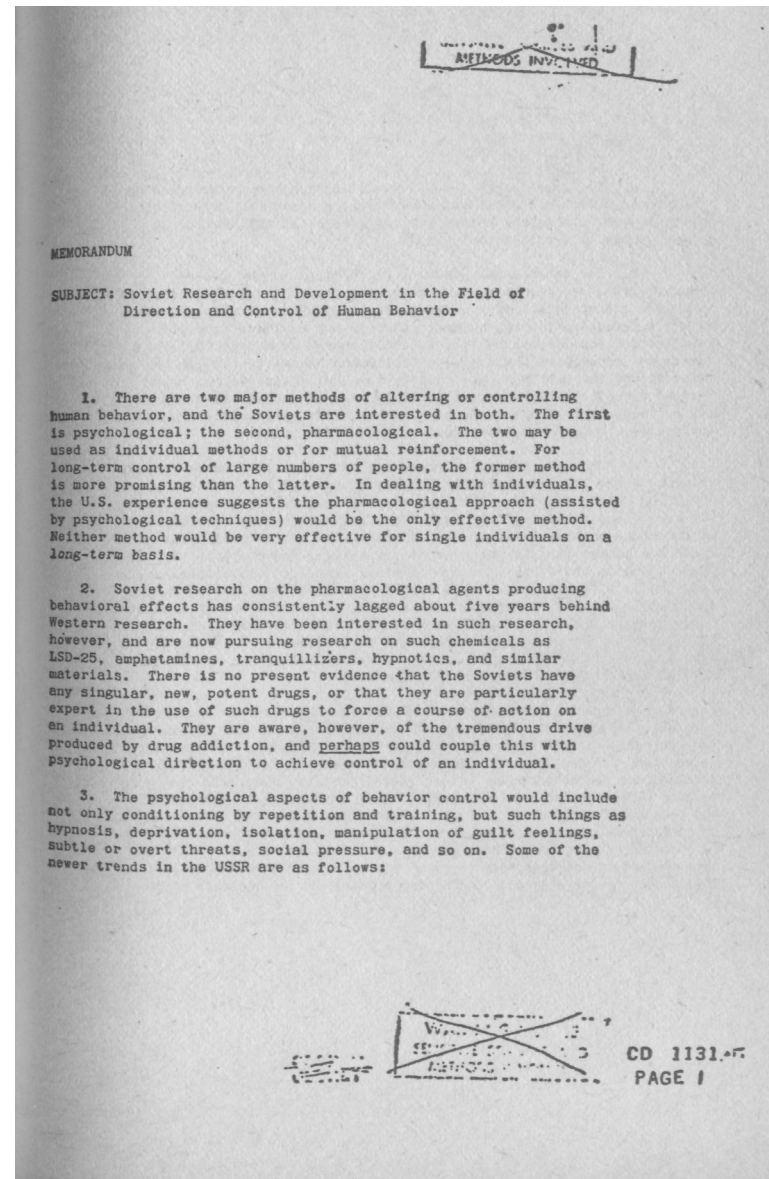 METHODS INVOLVED
MEMORANDUM
SUBJECT: Soviet Research and Development in the Field of
Direction and Control of Human Behavior
1. There are two major methods of altering or controlling
human behavior, and the Soviets are interested in both. The first
is psychological; the second, pharmacological. The two may be
used as individual methods or for mutual reinforcement. For
long-term control of large numbers of people, the former method
is more promising than the latter. In dealing with individuals,
the U.S. experience suggests the pharmacological approach (assisted
by psychological techniques) would be the only effective method.
Neither method would be very effective for single individuals on a
long-term basis.
2. Soviet research on the pharmacological agents producing
behavioral effects has consistently lagged about five years behind
Western research. They have been interested in such research,
however, and are now pursuing research on such chemicals as
LSD-25, amphetamines, tranquillizers, hypnotics, and similar
materials. There is no present evidence that the Soviets have
any singular, new, potent drugs, or that they are particularly
expert in the use of such drugs to force a course of action on
an individual. They are aware, however, of the tremendous drive
produced by drug addiction, and perhaps could couple this with
psychological direction to achieve control of an individual.
3. The psychological aspects of behavior control would include
not only conditioning by repetition and training, but such things as
hypnosis, deprivation, isolation, manipulation of guilt feelings,
subtle or overt threats, social pressure, and so on. Some of the
newer trends in the USSR are as follows:
CD 1131
PAGE 1